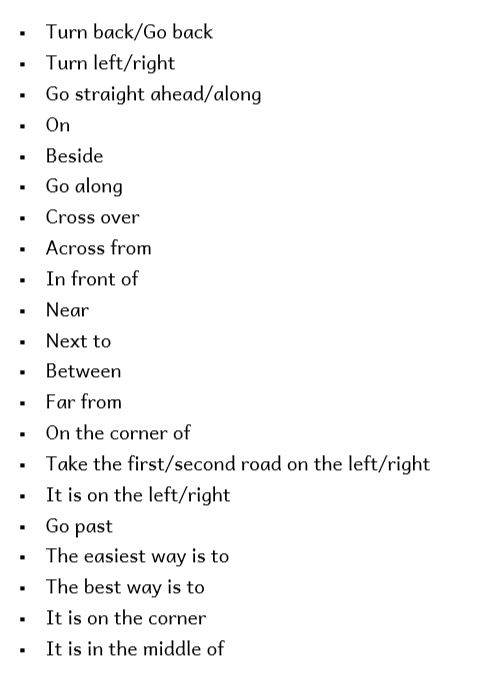 ▪ Turn back/Go back
▪ Turn left/right
▪ Go straight ahead/along
▪ On
▪ Beside
▪ Go along
▪ Cross over
▪ Across from
▪ In front of
▪ Near
▪ Next to
▪ Between
▪ Far from
▪ On the corner of
▪ Take the first/second road on the left/right
▪ It is on the left/right
▪ Go past
▪ The easiest way is to
▪ The best way is to
▪ It is on the corner
▪ It is in the middle of